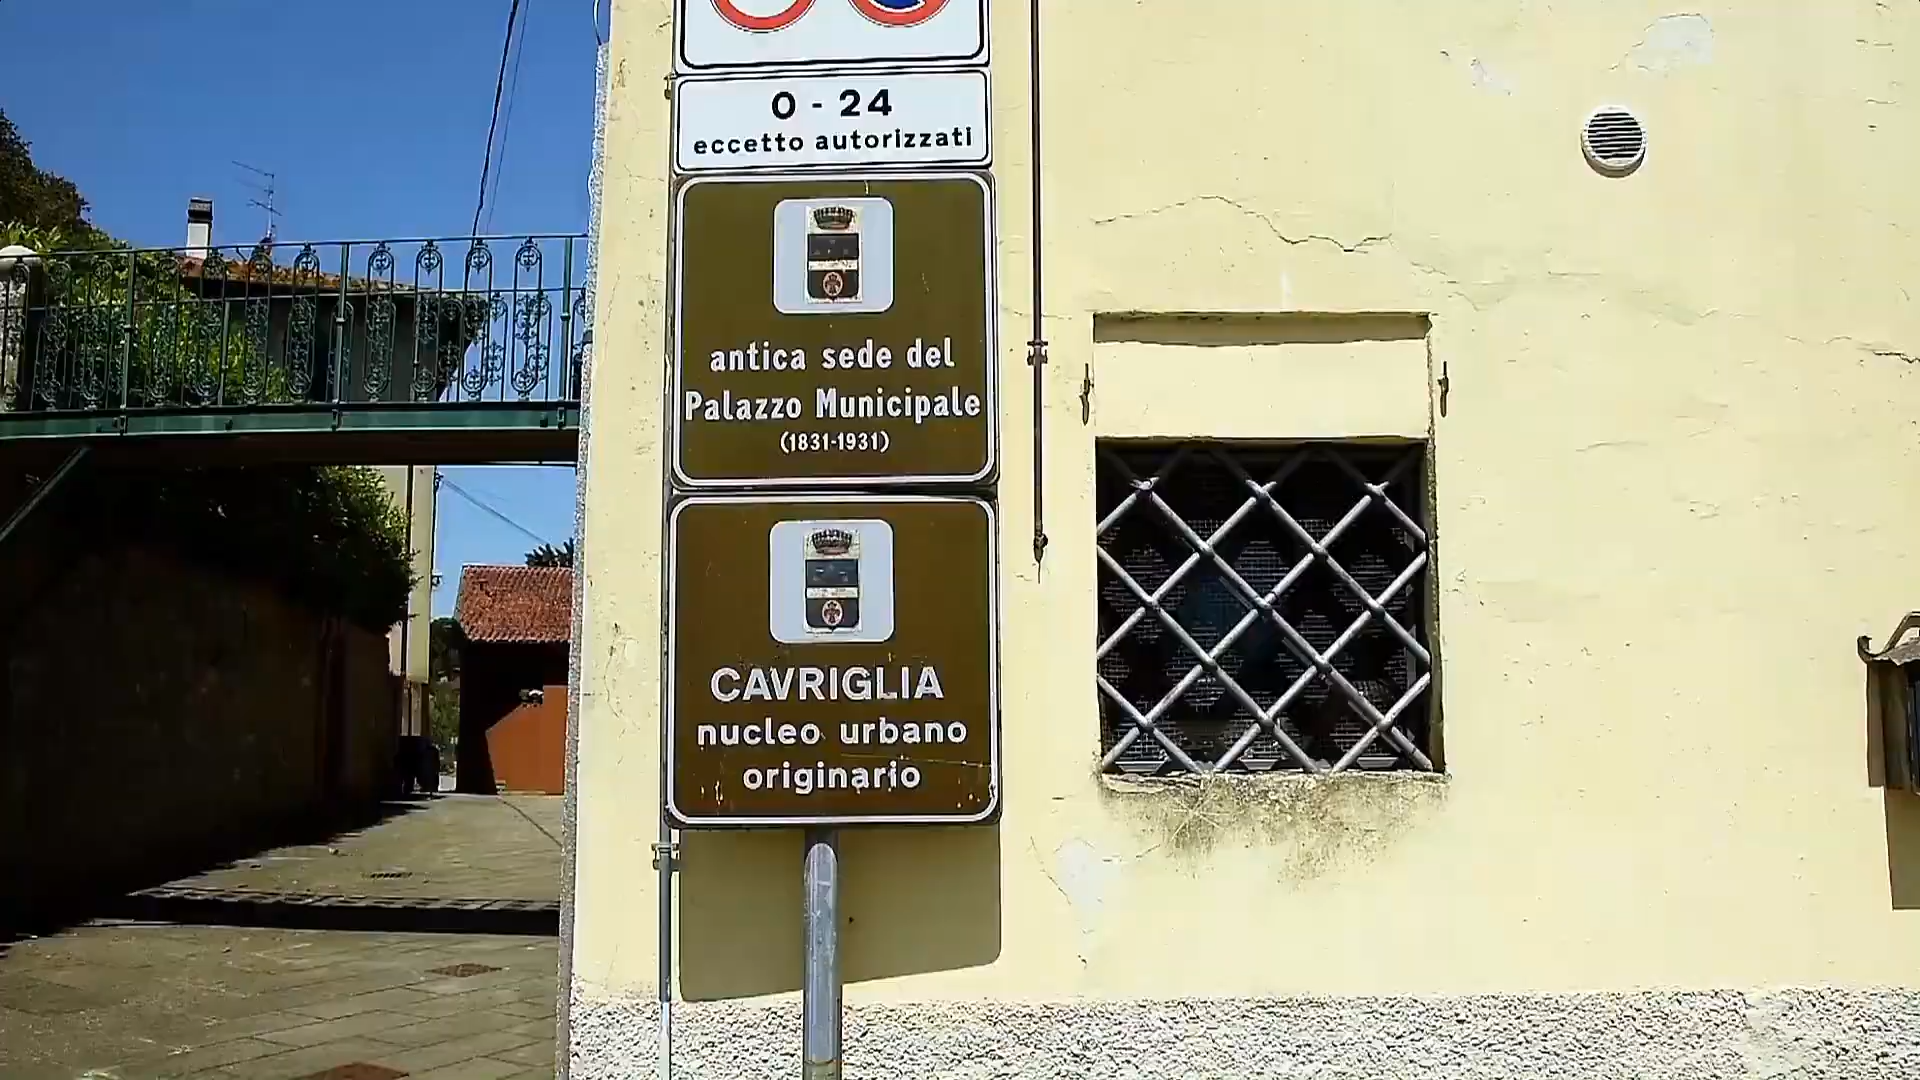 0 - 24
eccetto autorizzati
antica sede del
Palazzo Municipale
(1831-1931)
CAVRIGLIA
nucleo urbano
originario